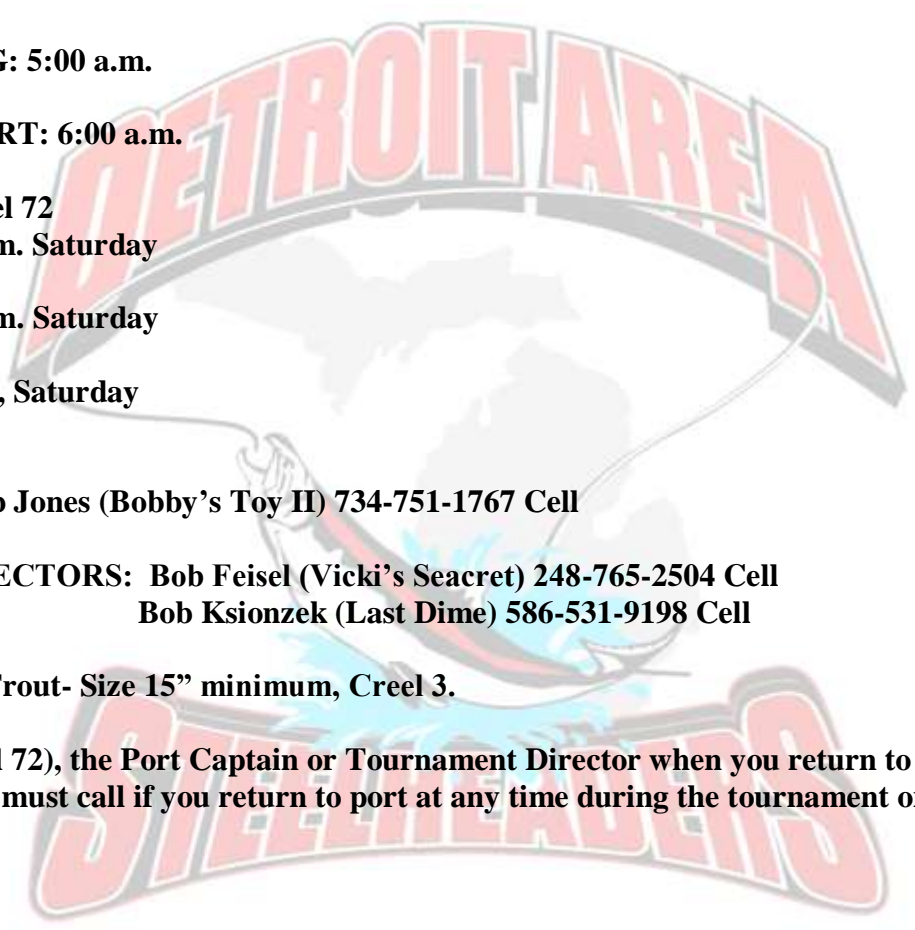 DETROIT AREA
G: 5:00 a.m.
RT: 6:00 a.m.
el 72
m. Saturday
m. Saturday
, Saturday
o Jones (Bobby’s Toy II) 734-751-1767 Cell
ECTORS:  Bob Feisel (Vicki’s Seacret) 248-765-2504 Cell
Bob Ksionzek (Last Dime) 586-531-9198 Cell
Trout- Size 15” minimum, Creel 3.
l 72), the Port Captain or Tournament Director when you return to
must call if you return to port at any time during the tournament or
STEELHEADERS